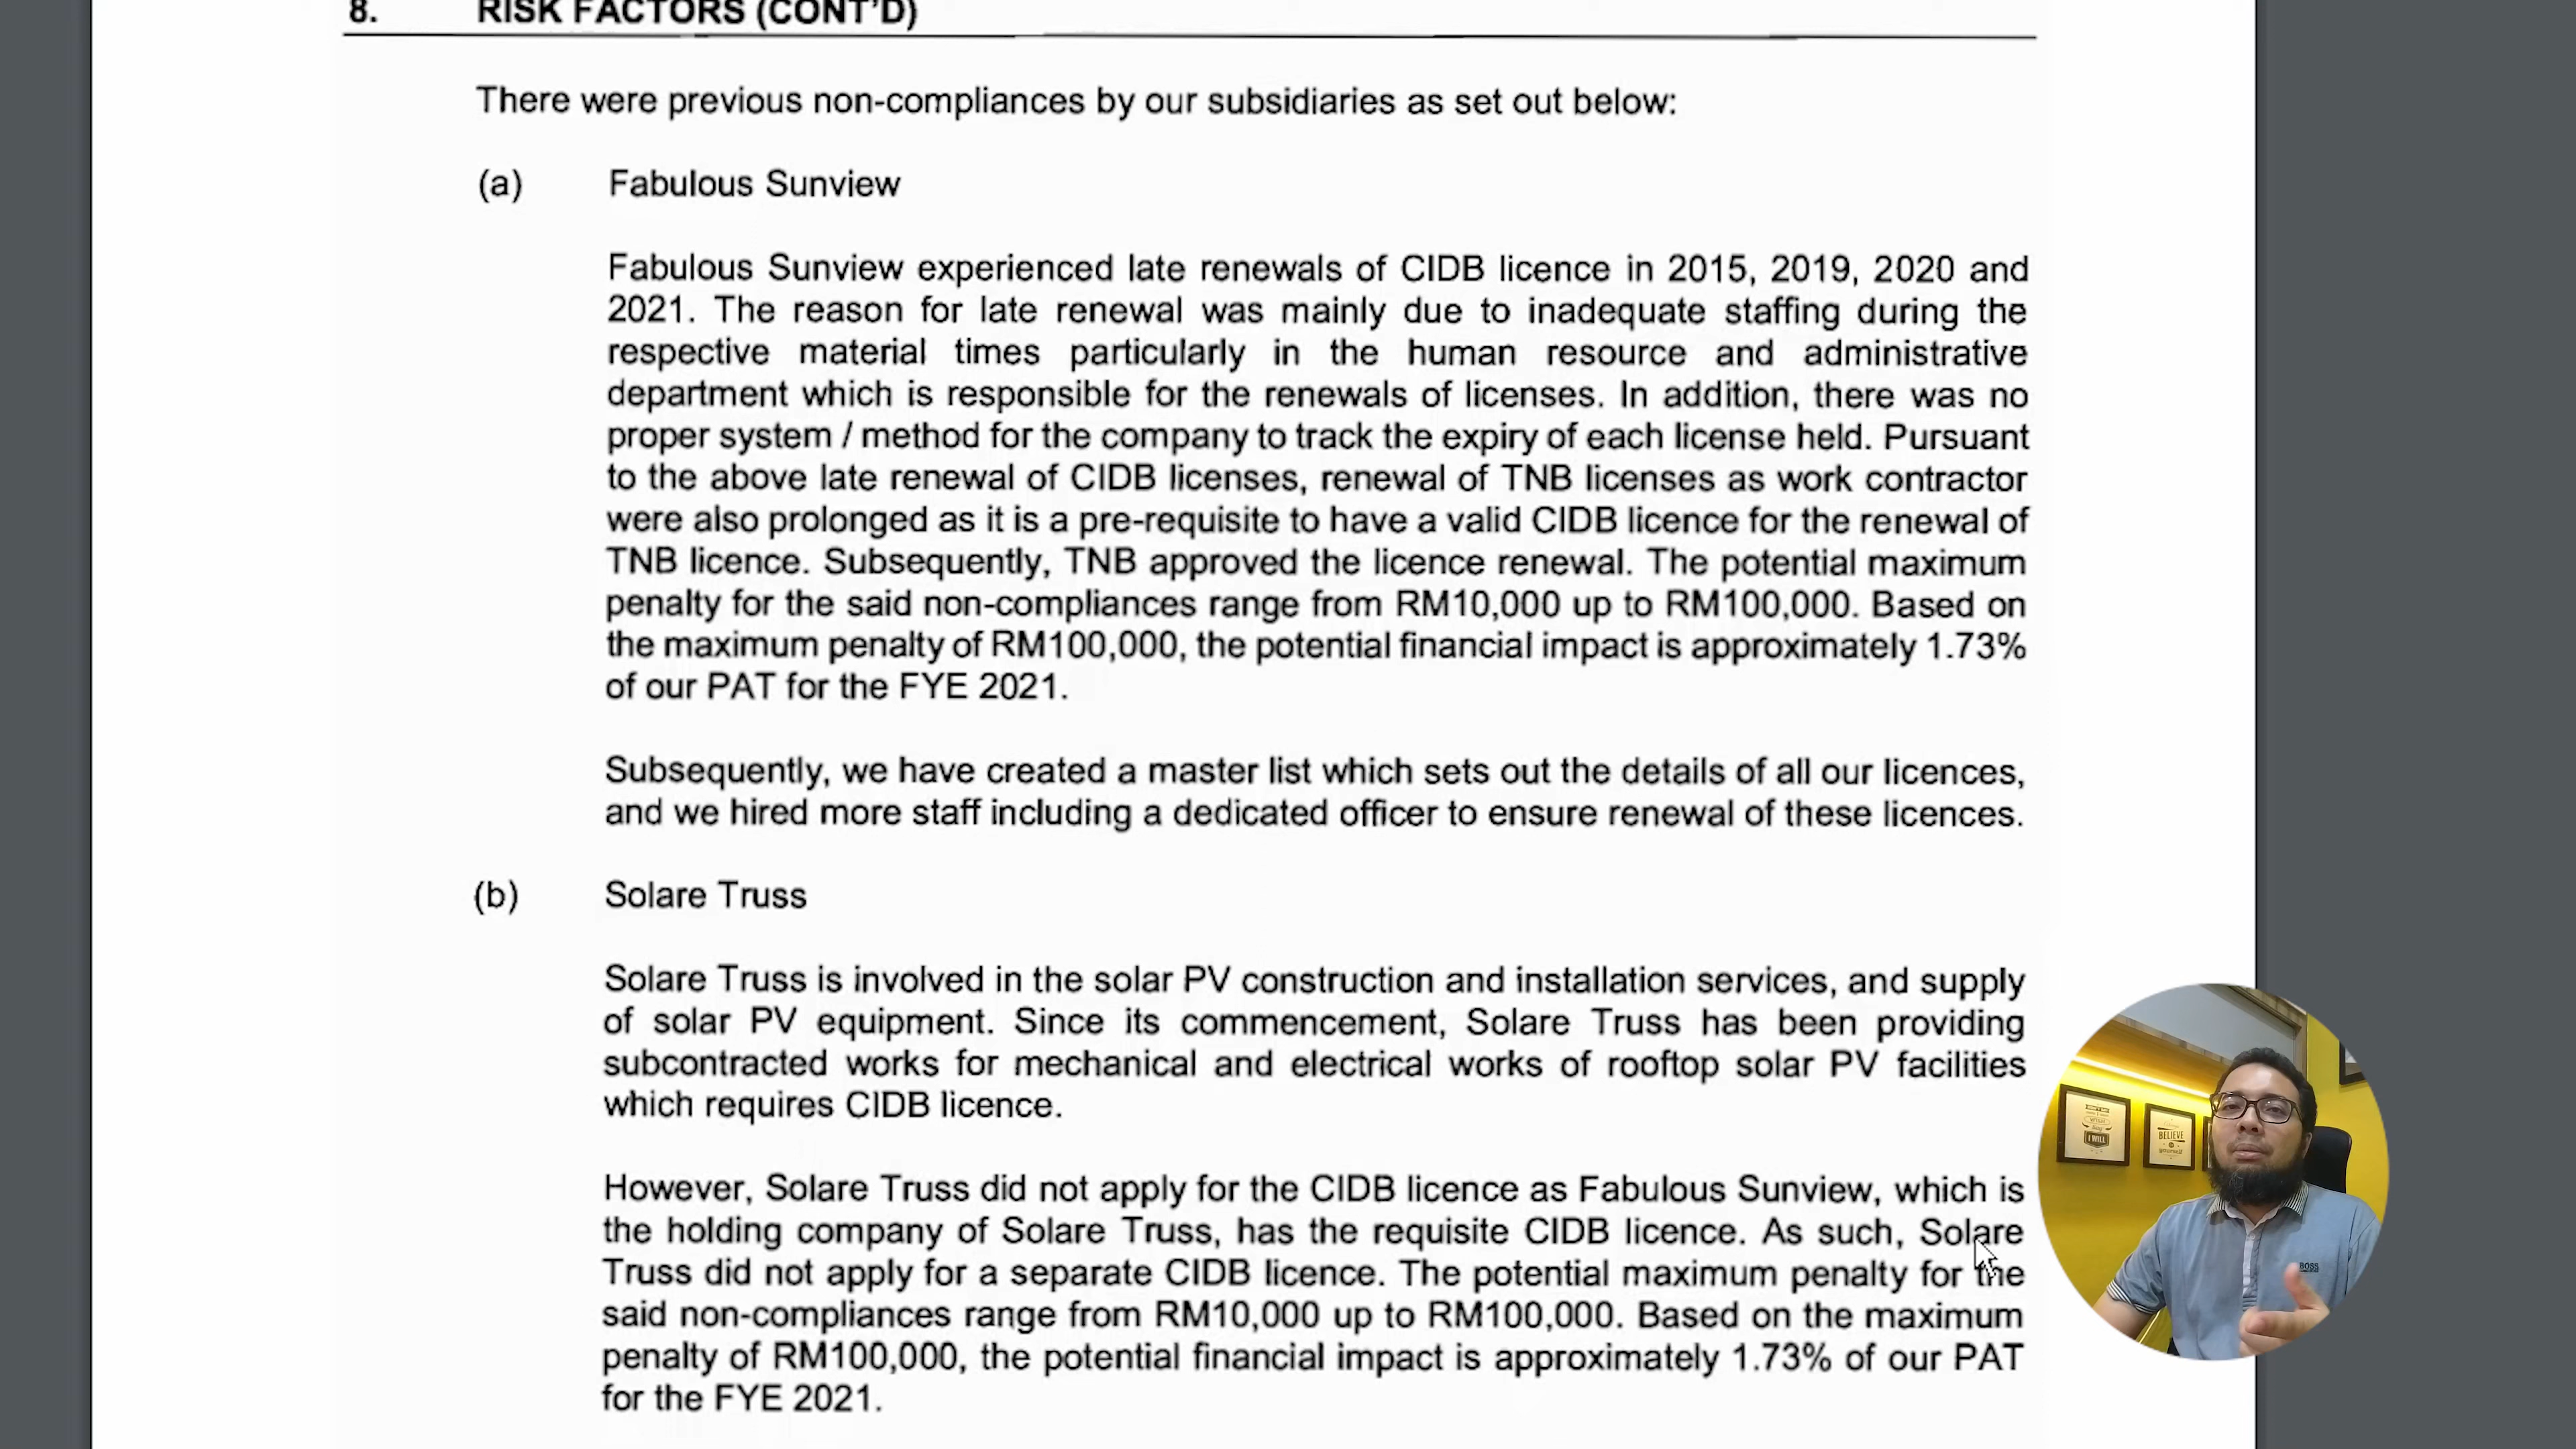 8. RISK FACTORS (CONT'D)
There were previous non-compliances by our subsidiaries as set out below:
(a) Fabulous Sunview
Fabulous Sunview experienced late renewals of CIDB licence in 2015, 2019, 2020 and
2021. The reason for late renewal was mainly due to inadequate staffing during the
respective material times particularly in the human resource and administrative
department which is responsible for the renewals of licenses. In addition, there was no
proper system / method for the company to track the expiry of each license held. Pursuant
to the above late renewal of CIDB licenses, renewal of TNB licenses as work contractor
were also prolonged as it is a pre-requisite to have a valid CIDB licence for the renewal of
TNB licence. Subsequently, TNB approved the licence renewal. The potential maximum
penalty for the said non-compliances range from RM10,000 up to RM100,000. Based on
the maximum penalty of RM100,000, the potential financial impact is approximately 1.73%
of our PAT for the FYE 2021.
Subsequently, we have created a master list which sets out the details of all our licences,
and we hired more staff including a dedicated officer to ensure renewal of these licences.
(b) Solare Truss
Solare Truss is involved in the solar PV construction and installation services, and supply
of solar PV equipment. Since its commencement, Solare Truss has been providing
subcontracted works for mechanical and electrical works of rooftop solar PV facilities
which requires CIDB licence.
However, Solare Truss did not apply for the CIDB licence as Fabulous Sunview, which is
the holding company of Solare Truss, has the requisite CIDB licence. As such, Solare
Truss did not apply for a separate CIDB licence. The potential maximum penalty for the
said non-compliances range from RM10,000 up to RM100,000. Based on the maximum
penalty of RM100,000, the potential financial impact is approximately 1.73% of our PAT
for the FYE 2021.
I WILL
BELIEVE
yourself
BOSS